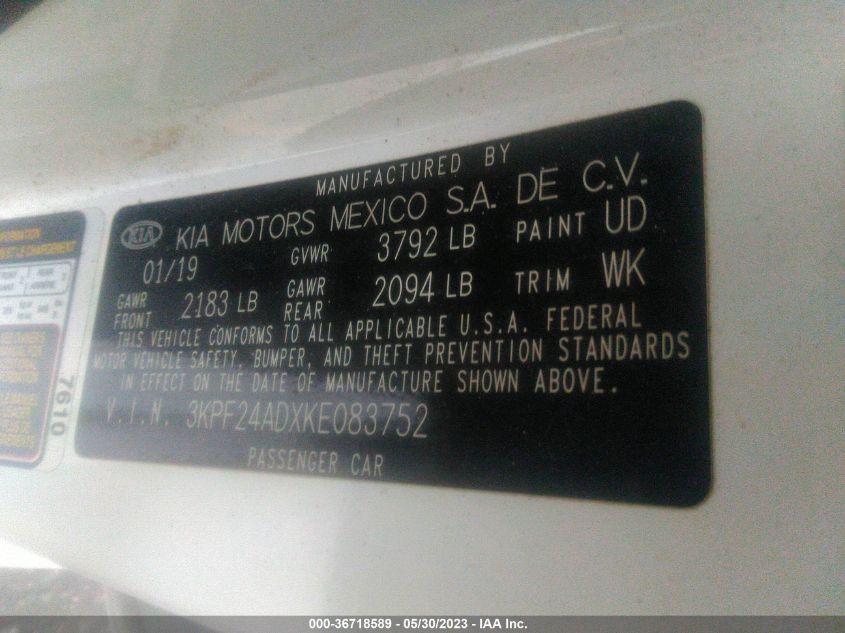 MANUFACTURED BY
KIA KIA MOTORS MEXICO S.A. DE C.V.
01/19 GVWR 3792 LB PAINT UD
GAWR FRONT 2183 LB GAWR REAR 2094 LB TRIM WK
THIS VEHICLE CONFORMS TO ALL APPLICABLE U.S.A. FEDERAL
MOTOR VEHICLE SAFETY, BUMPER, AND THEFT PREVENTION STANDARDS
IN EFFECT ON THE DATE OF MANUFACTURE SHOWN ABOVE.
V.I.N. 3KPF24ADXKE083752
PASSENGER CAR
7610
000-36718589 - 05/30/2023 - IAA Inc.